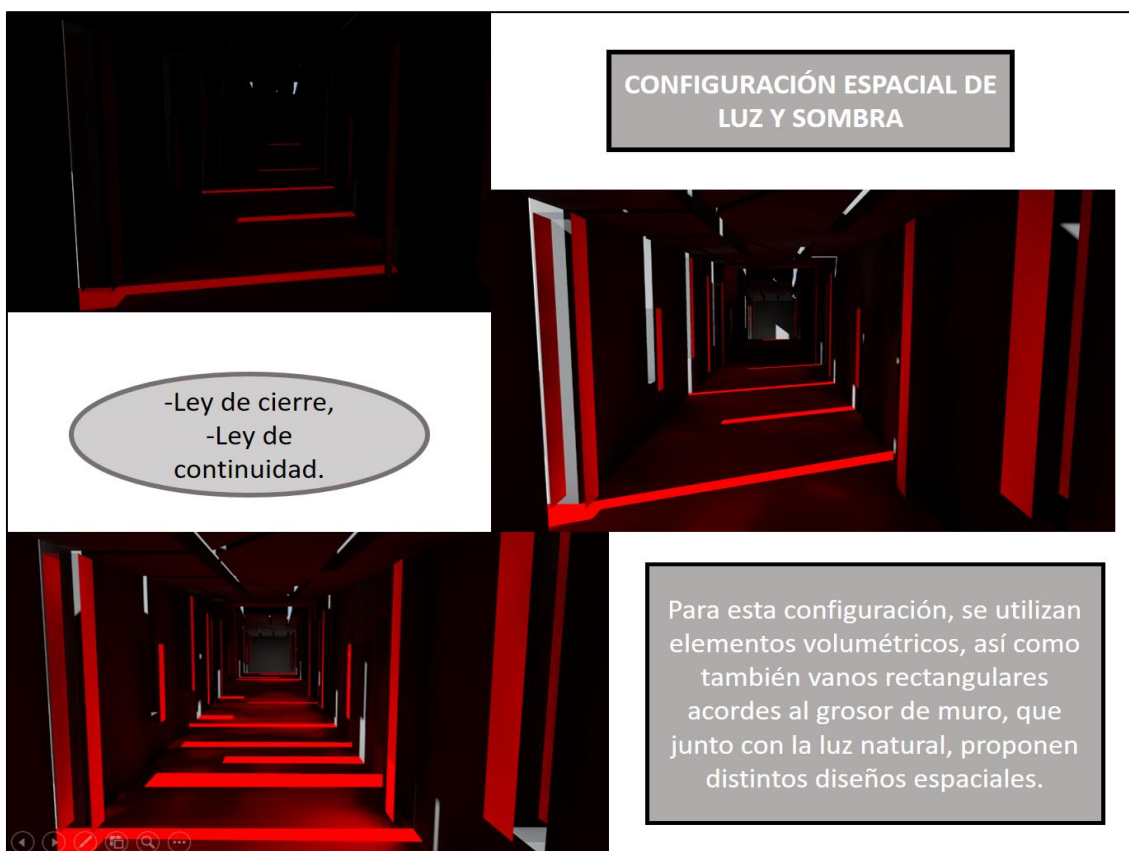 CONFIGURACIÓN ESPACIAL DE
LUZ Y SOMBRA
-Ley de cierre,
-Ley de
continuidad.
Para esta configuración, se utilizan
elementos volumétricos, así como
también vanos rectangulares
acordes al grosor de muro, que
junto con la luz natural, proponen
distintos diseños espaciales.